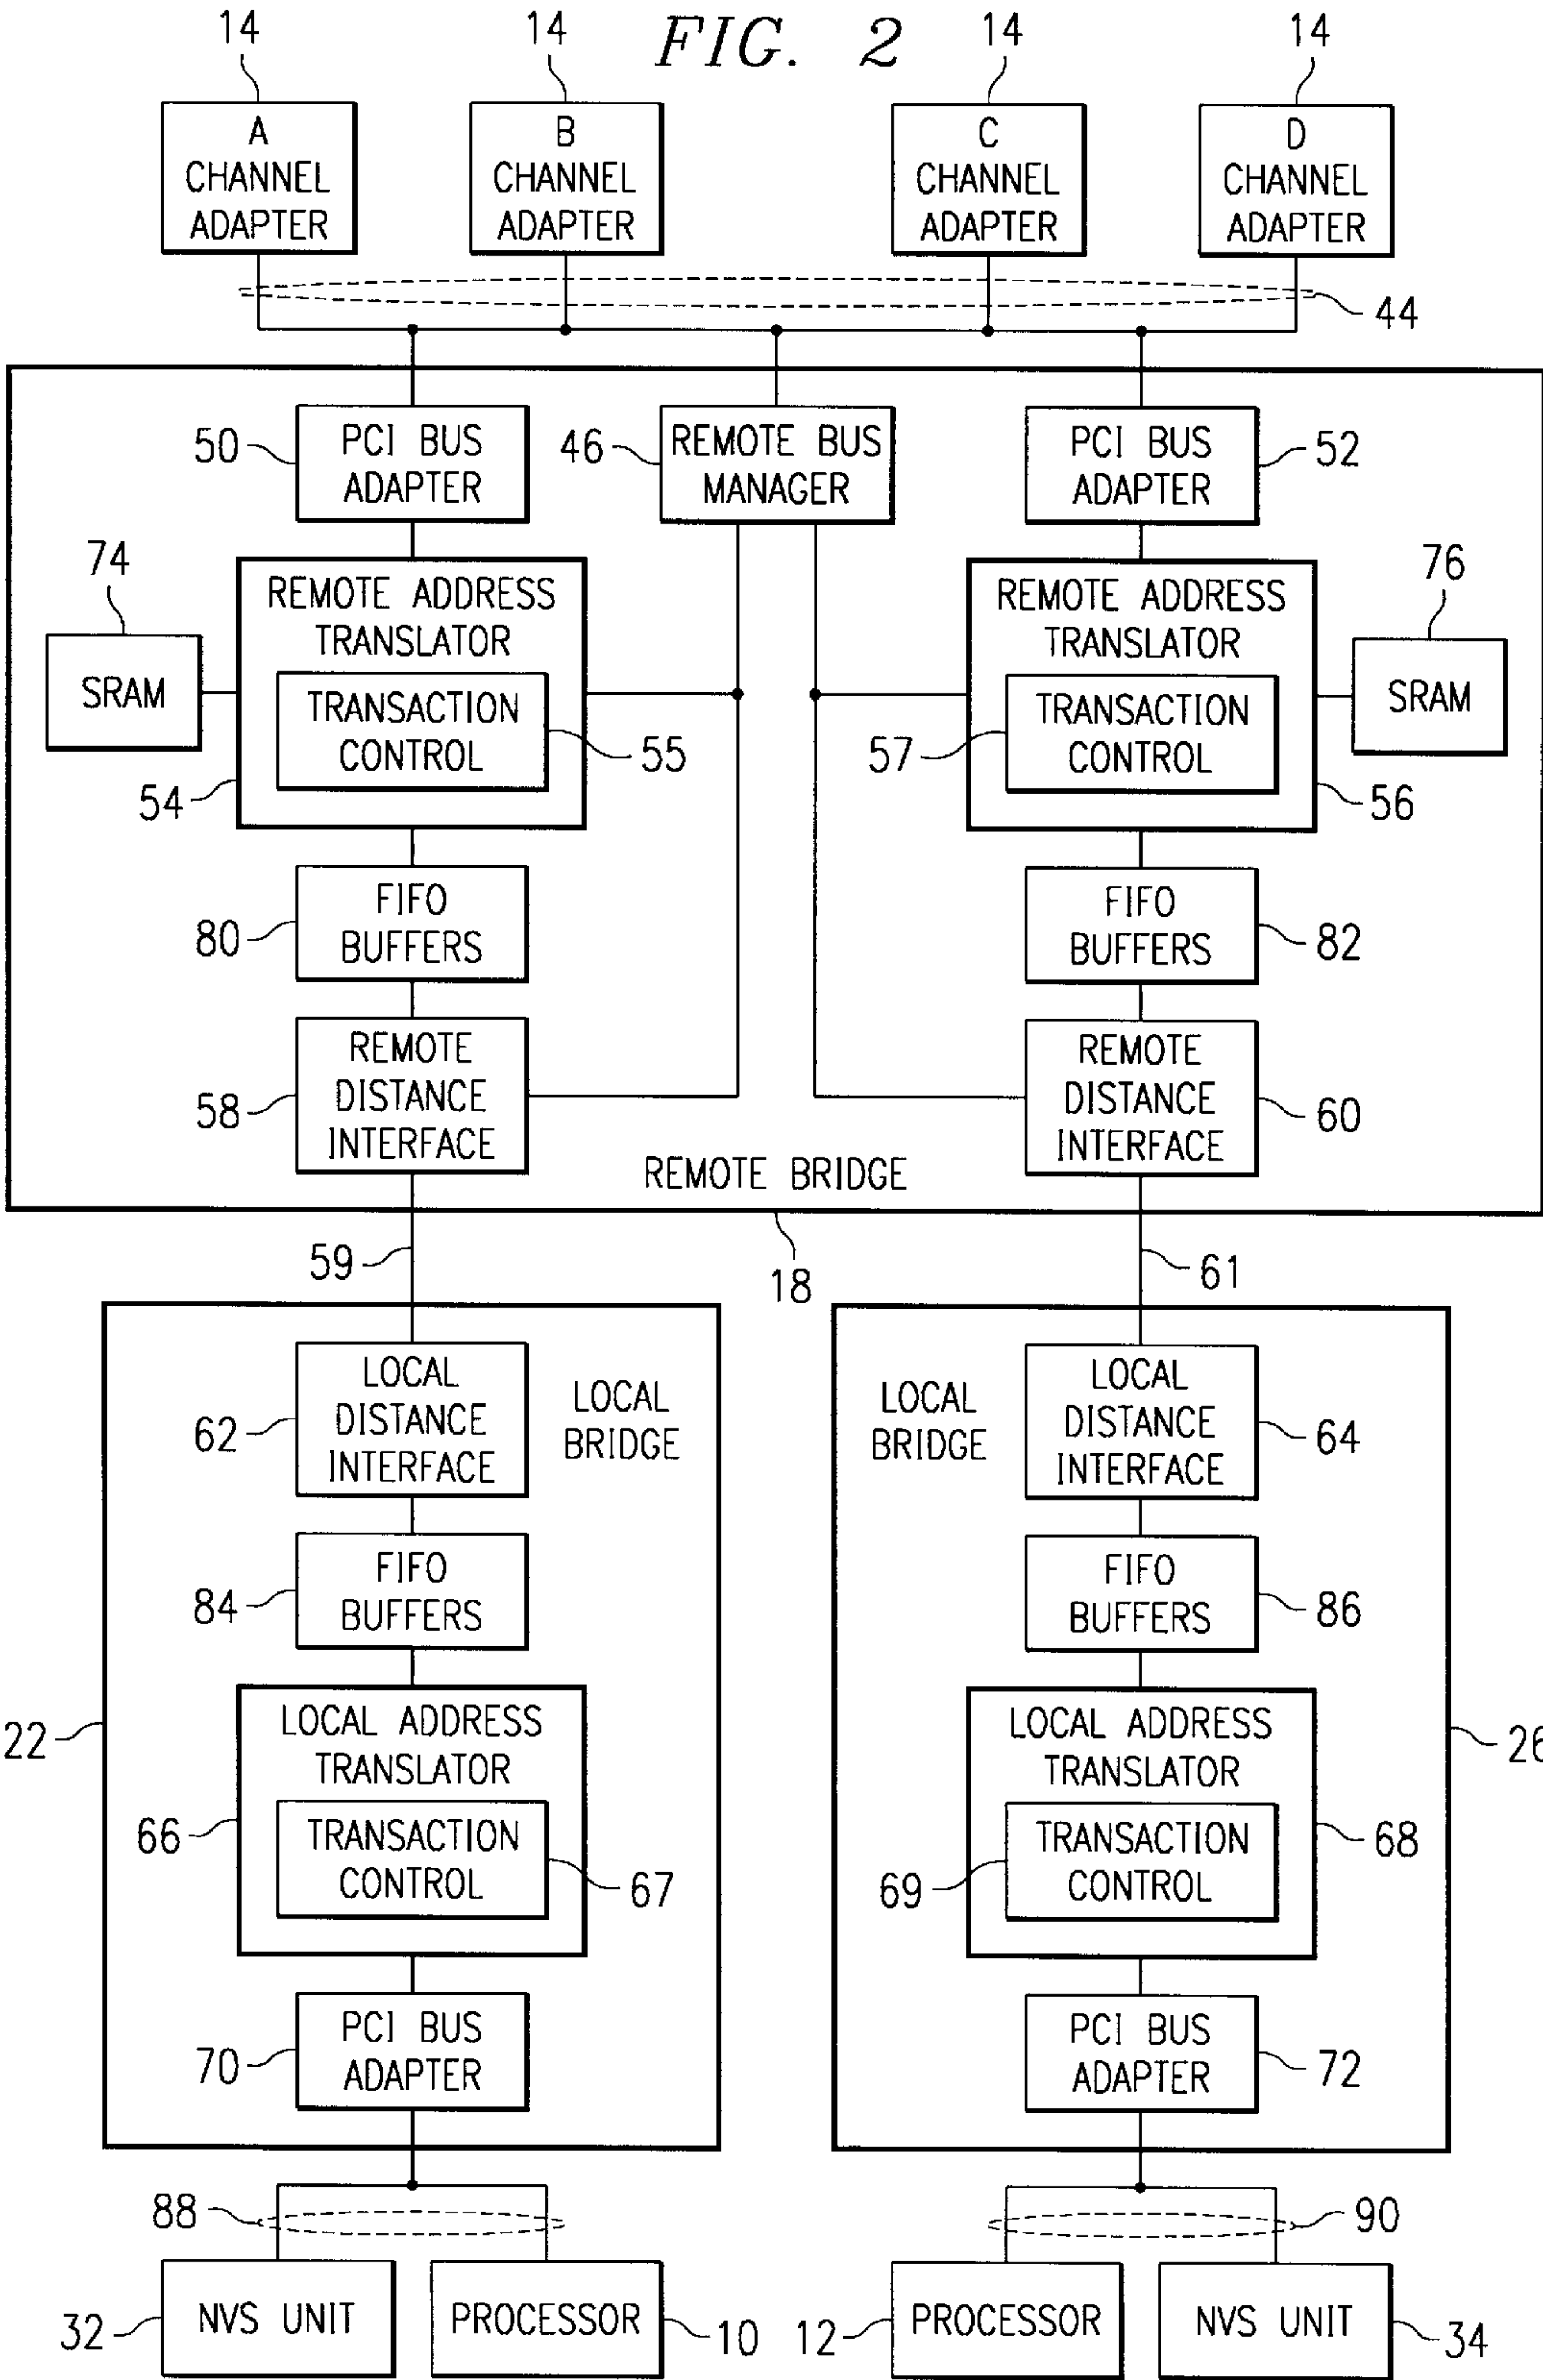 FIG. 2
14
14
14
14
A
CHANNEL
ADAPTER
B
CHANNEL
ADAPTER
C
CHANNEL
ADAPTER
D
CHANNEL
ADAPTER
44
50
PCI BUS
ADAPTER
46
REMOTE BUS
MANAGER
PCI BUS
ADAPTER
52
74
SRAM
REMOTE ADDRESS
TRANSLATOR
TRANSACTION
CONTROL
55
54
REMOTE ADDRESS
TRANSLATOR
TRANSACTION
CONTROL
57
56
76
SRAM
80
FIFO
BUFFERS
FIFO
BUFFERS
82
58
REMOTE
DISTANCE
INTERFACE
REMOTE
DISTANCE
INTERFACE
60
REMOTE BRIDGE
18
59
61
62
LOCAL
DISTANCE
INTERFACE
LOCAL
BRIDGE
LOCAL
BRIDGE
LOCAL
DISTANCE
INTERFACE
64
84
FIFO
BUFFERS
FIFO
BUFFERS
86
22
LOCAL ADDRESS
TRANSLATOR
66
TRANSACTION
CONTROL
67
LOCAL ADDRESS
TRANSLATOR
68
69
TRANSACTION
CONTROL
26
70
PCI BUS
ADAPTER
PCI BUS
ADAPTER
72
88
90
32
NVS UNIT
PROCESSOR
10
12
PROCESSOR
NVS UNIT
34